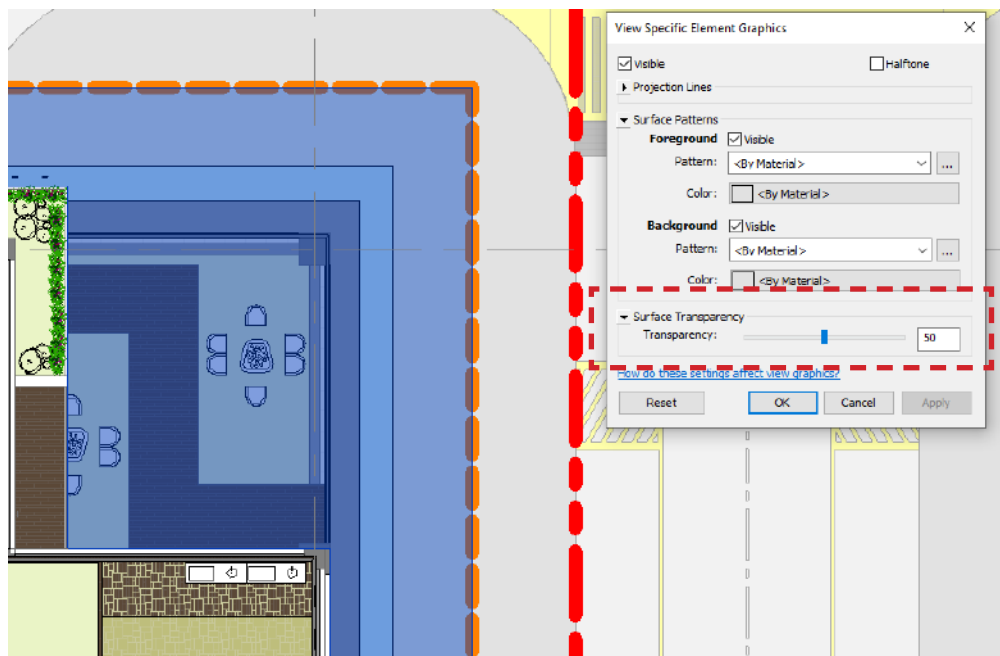 View Specific Element Graphics
Visible
Halftone
Projection Lines
Surface Patterns
Foreground Visible
Pattern: <By Material> ...
Color: <By Material>
Background Visible
Pattern: <By Material> ...
Color: <By Material>
Surface Transparency
Transparency: 50
How do these settings affect view graphics?
Reset OK Cancel Apply